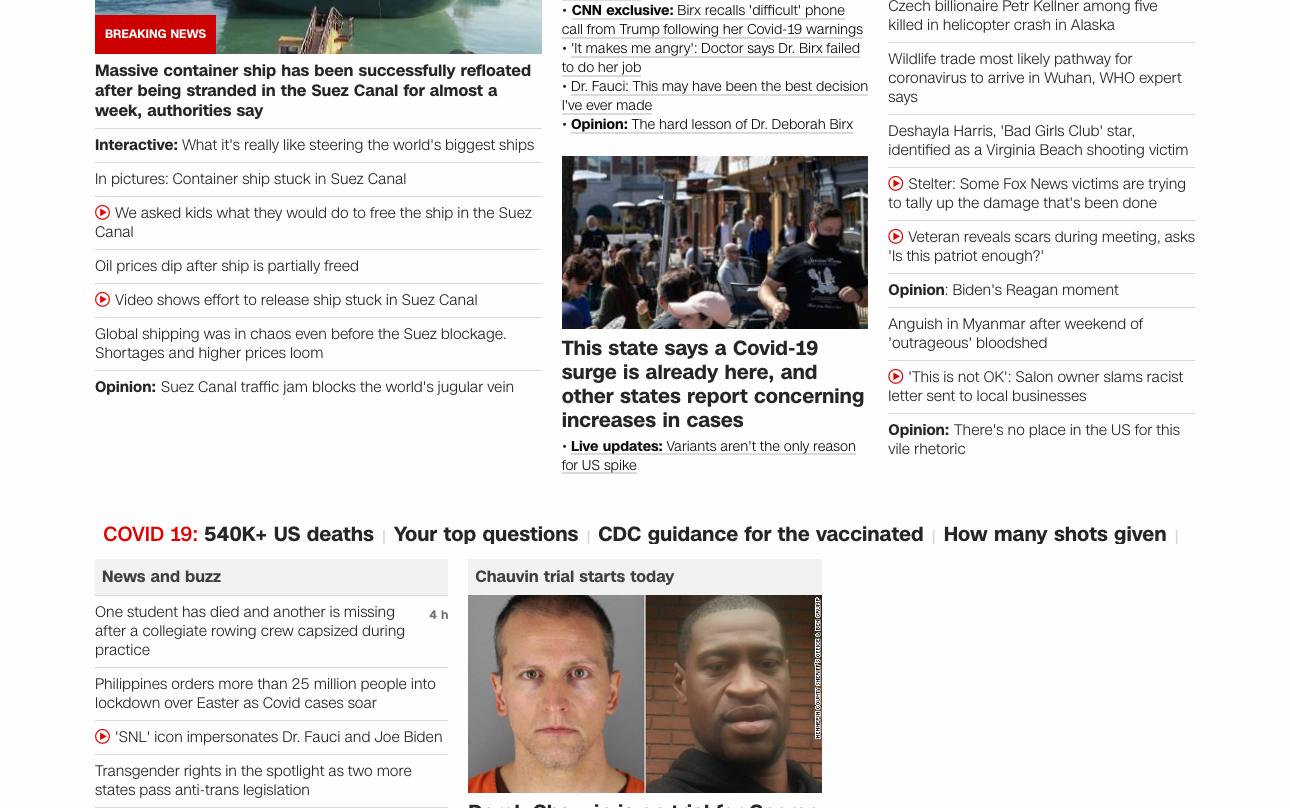 BREAKING NEWS
Massive container ship has been successfully refloated
after being stranded in the Suez Canal for almost a
week, authorities say
Interactive: What it's really like steering the world's biggest ships
In pictures: Container ship stuck in Suez Canal
We asked kids what they would do to free the ship in the Suez
Canal
Oil prices dip after ship is partially freed
Video shows effort to release ship stuck in Suez Canal
Global shipping was in chaos even before the Suez blockage.
Shortages and higher prices loom
Opinion: Suez Canal traffic jam blocks the world's jugular vein
• CNN exclusive: Birx recalls 'difficult' phone
call from Trump following her Covid-19 warnings
• 'It makes me angry': Doctor says Dr. Birx failed
to do her job
• Dr. Fauci: This may have been the best decision
I've ever made
• Opinion: The hard lesson of Dr. Deborah Birx
This state says a Covid-19
surge is already here, and
other states report concerning
increases in cases
• Live updates: Variants aren't the only reason
for US spike
Czech billionaire Petr Kellner among five
killed in helicopter crash in Alaska
Wildlife trade most likely pathway for
coronavirus to arrive in Wuhan, WHO expert
says
Deshayla Harris, 'Bad Girls Club' star,
identified as a Virginia Beach shooting victim
Stelter: Some Fox News victims are trying
to tally up the damage that's been done
Veteran reveals scars during meeting, asks
'Is this patriot enough?'
Opinion: Biden's Reagan moment
Anguish in Myanmar after weekend of
'outrageous' bloodshed
'This is not OK': Salon owner slams racist
letter sent to local businesses
Opinion: There's no place in the US for this
vile rhetoric
COVID 19: 540K+ US deaths | Your top questions | CDC guidance for the vaccinated | How many shots given |
News and buzz
One student has died and another is missing 4 h
after a collegiate rowing crew capsized during
practice
Philippines orders more than 25 million people into
lockdown over Easter as Covid cases soar
'SNL' icon impersonates Dr. Fauci and Joe Biden
Transgender rights in the spotlight as two more
states pass anti-trans legislation
Chauvin trial starts today
HENNEPIN COUNTY SHERIFF'S OFFICE & BEN CRUMP